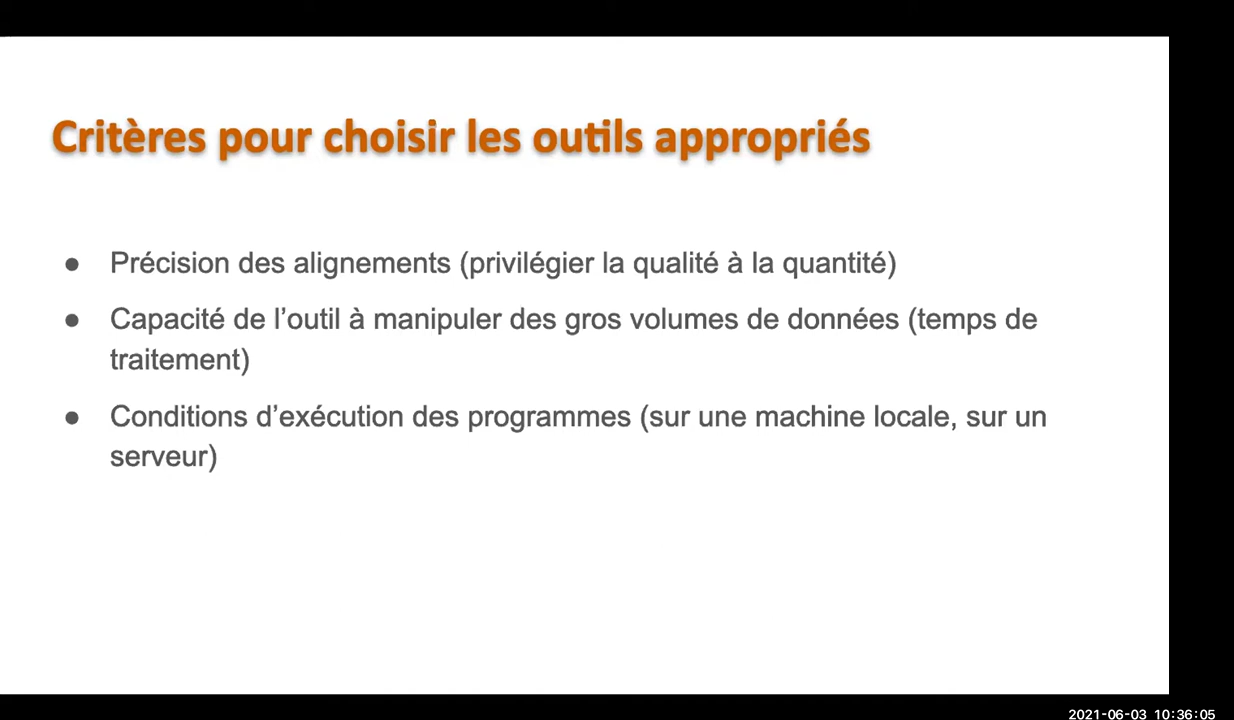 Critères pour choisir les outils appropriés
● Précision des alignements (privilégier la qualité à la quantité)
● Capacité de l’outil à manipuler des gros volumes de données (temps de
traitement)
● Conditions d’exécution des programmes (sur une machine locale, sur un
serveur)
2021-06-03 10:36:05